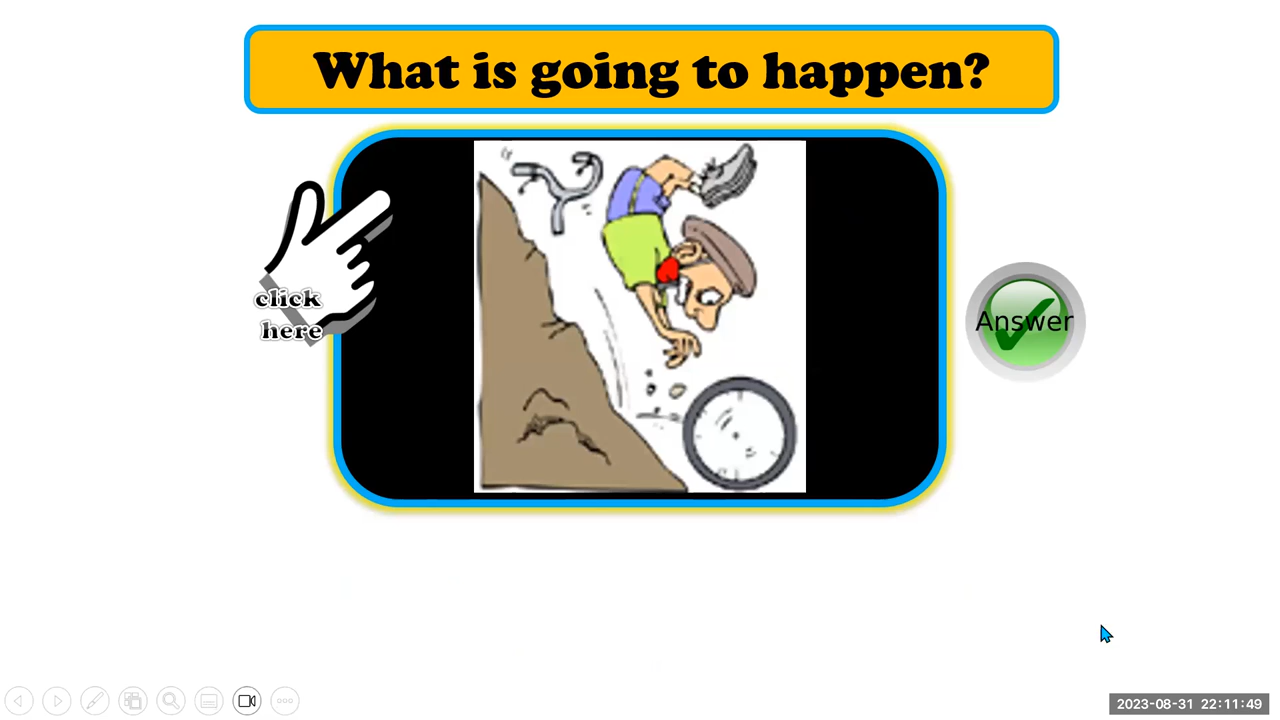 What is going to happen?
click
here
Answer
2023-08-31 22:11:49